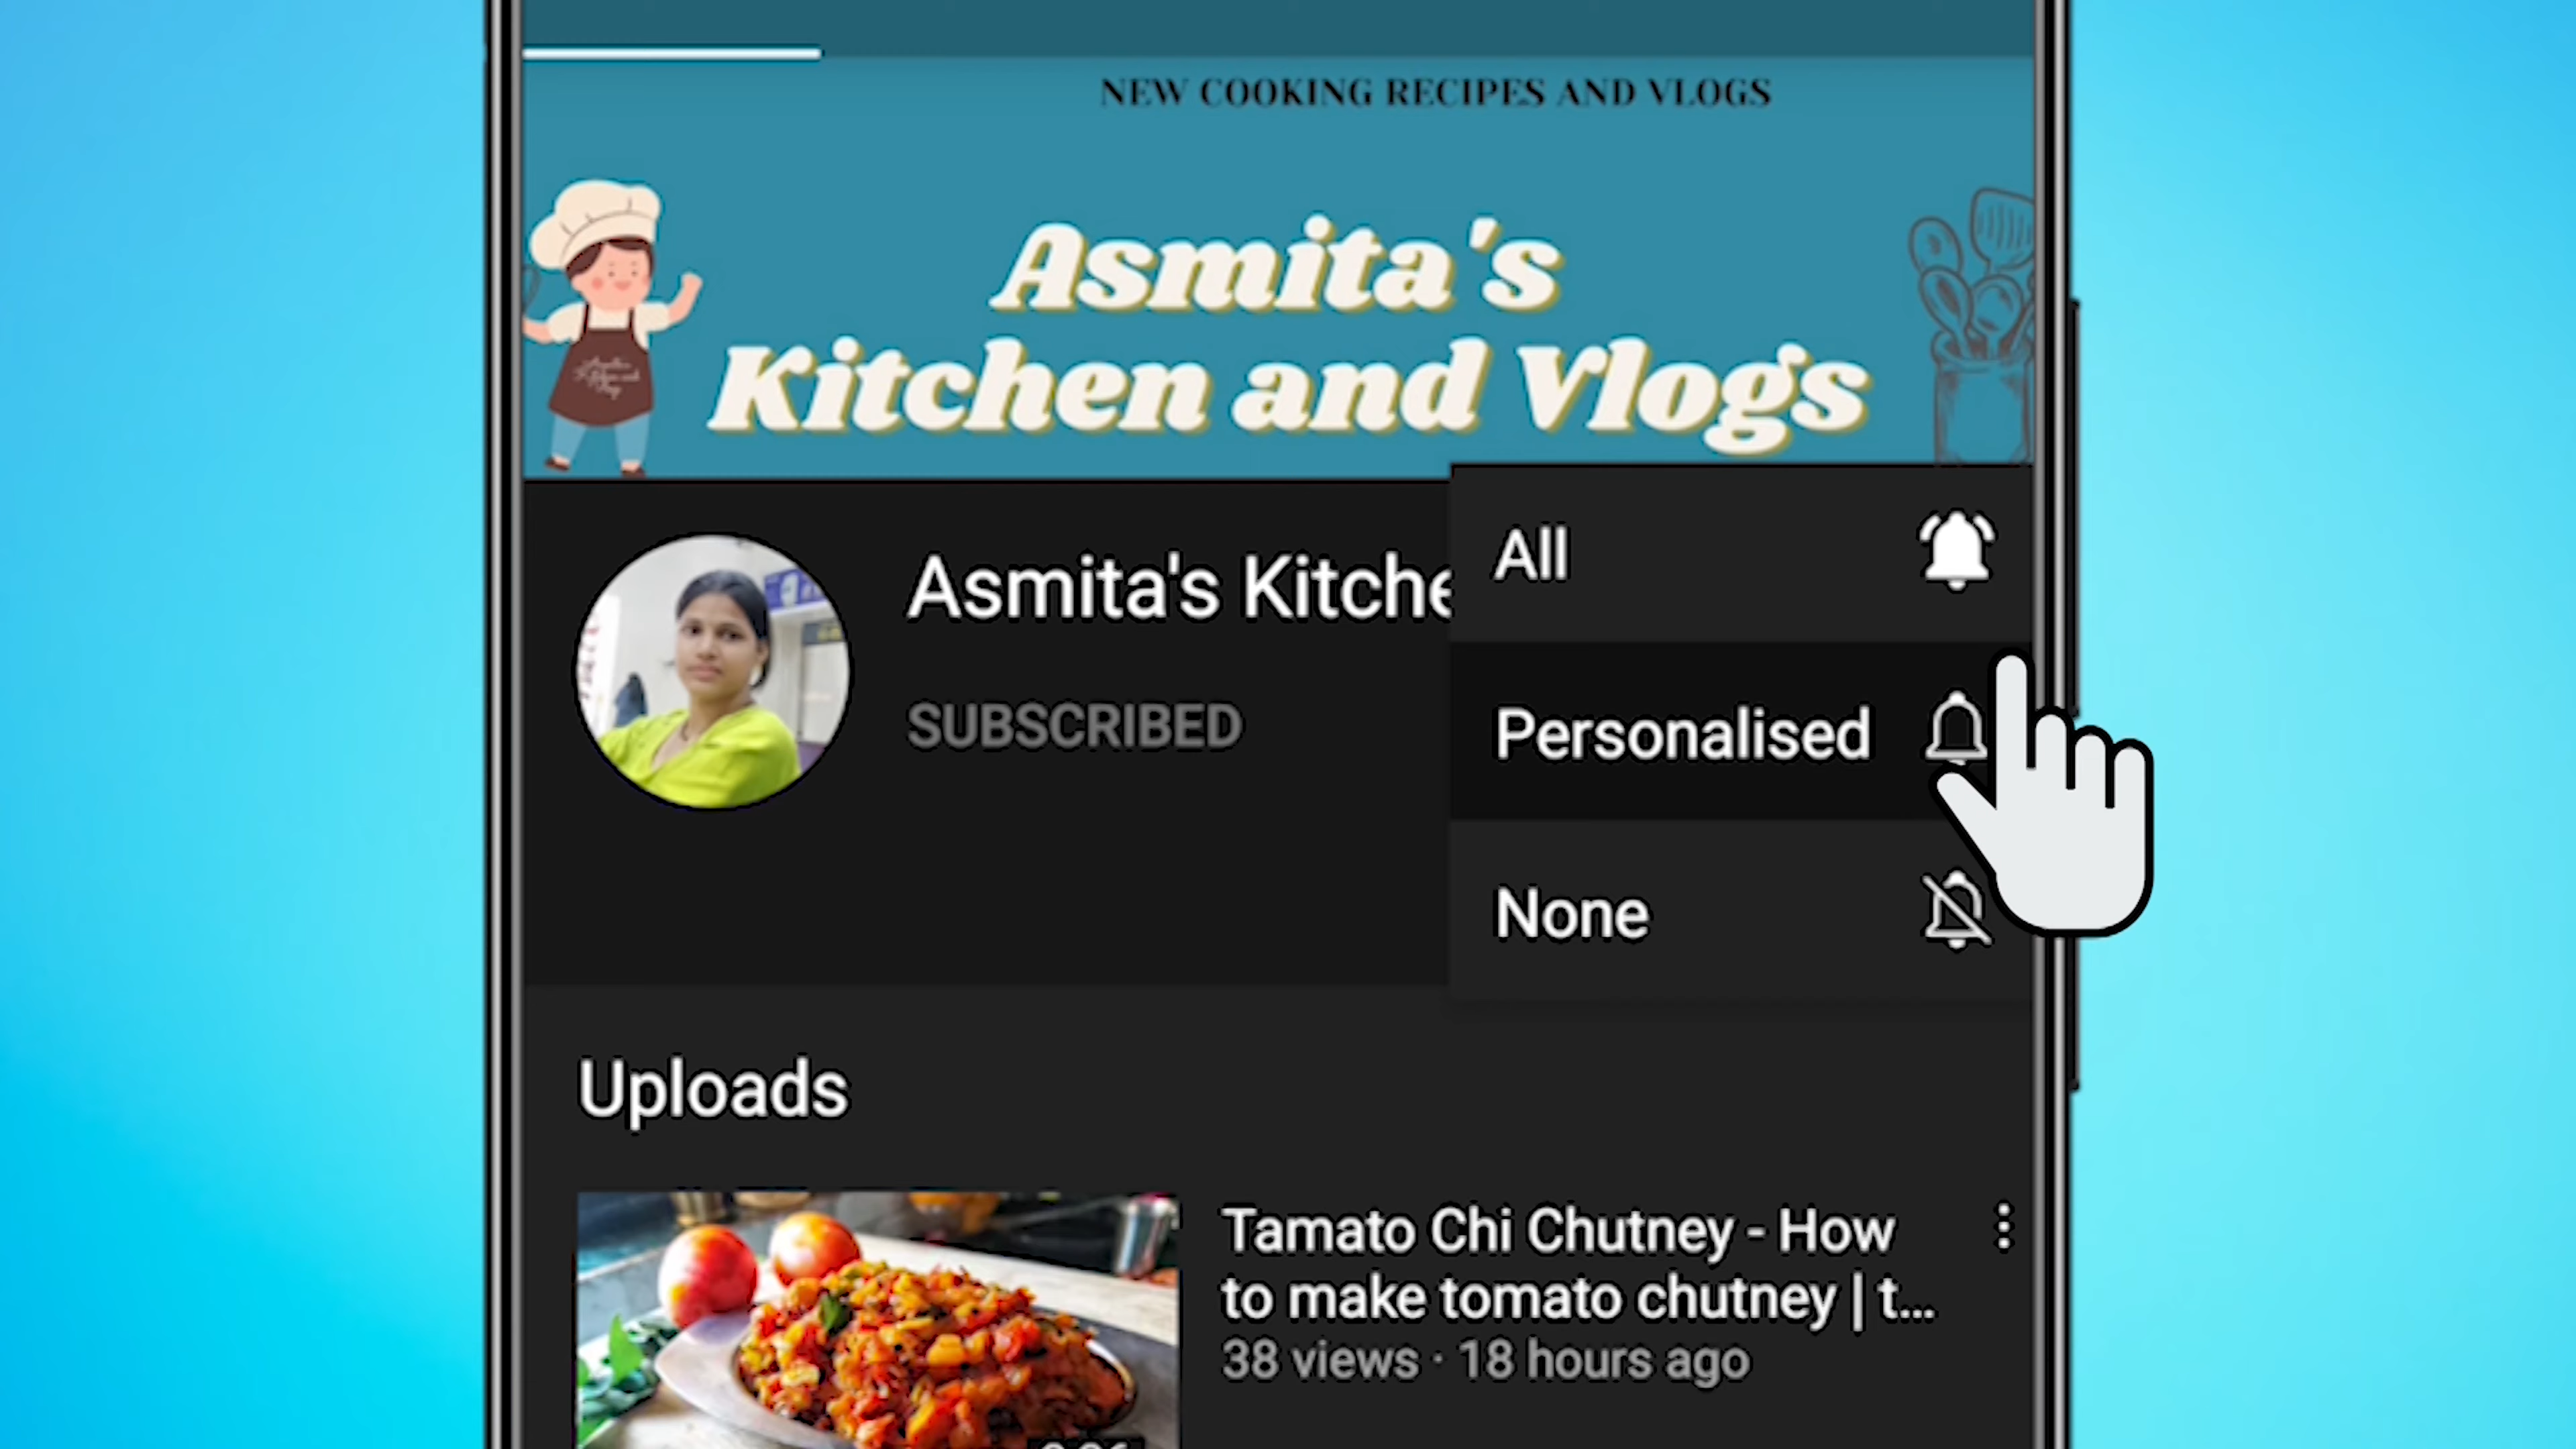 NEW COOKING RECIPES AND VLOGS
Asmita's
Kitchen and Vlogs
Asmita's Kitche
SUBSCRIBED
All
Personalised
None
Uploads
Tamato Chi Chutney - How
to make tomato chutney | t...
38 views · 18 hours ago